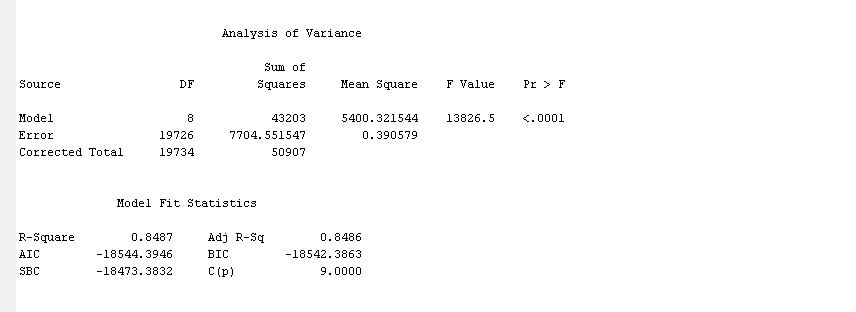 Analysis of Variance
Sum of
Source DF Squares Mean Square F Value Pr > F
Model 8 43203 5400.321544 13826.5 <.0001
Error 19726 7704.551547 0.390579
Corrected Total 19734 50907
Model Fit Statistics
R-Square 0.8487 Adj R-Sq 0.8486
AIC -18544.3946 BIC -18542.3863
SBC -18473.3832 C(p) 9.0000